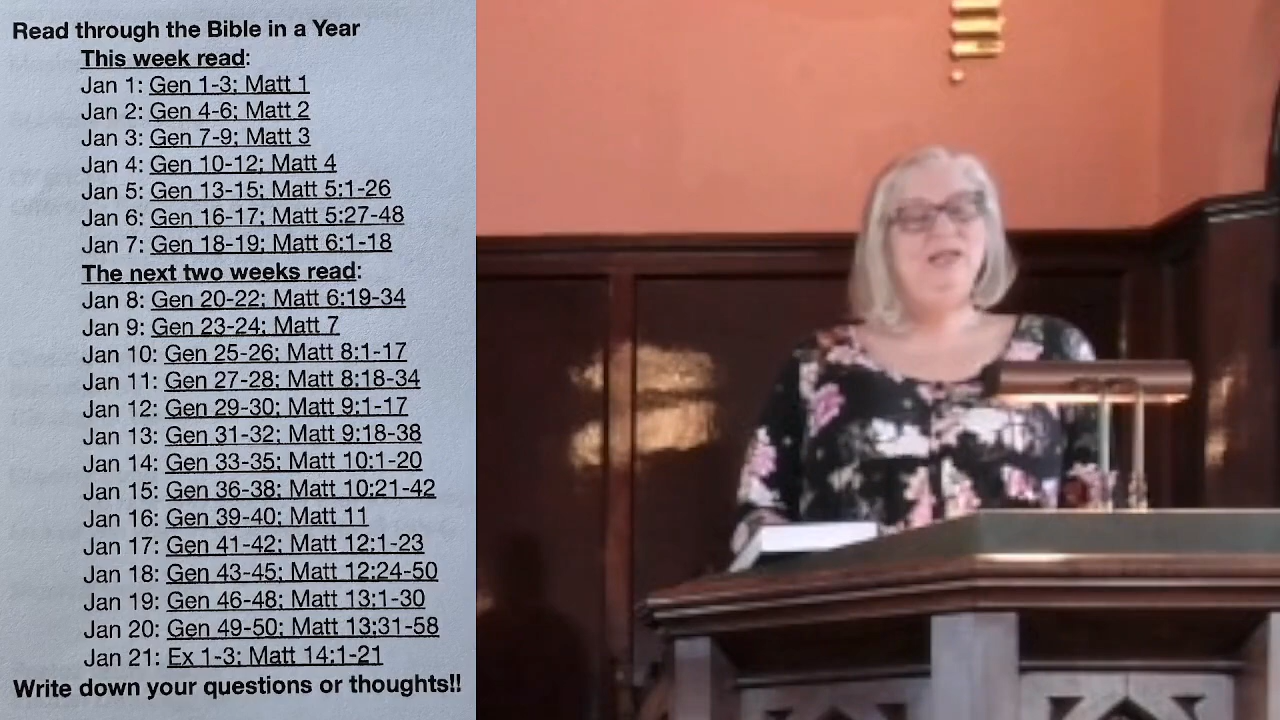 Read through the Bible in a Year
This week read:
Jan 1: Gen 1-3; Matt 1
Jan 2: Gen 4-6; Matt 2
Jan 3: Gen 7-9; Matt 3
Jan 4: Gen 10-12; Matt 4
Jan 5: Gen 13-15; Matt 5:1-26
Jan 6: Gen 16-17; Matt 5:27-48
Jan 7: Gen 18-19; Matt 6:1-18
The next two weeks read:
Jan 8: Gen 20-22; Matt 6:19-34
Jan 9: Gen 23-24; Matt 7
Jan 10: Gen 25-26; Matt 8:1-17
Jan 11: Gen 27-28; Matt 8:18-34
Jan 12: Gen 29-30; Matt 9:1-17
Jan 13: Gen 31-32; Matt 9:18-38
Jan 14: Gen 33-35; Matt 10:1-20
Jan 15: Gen 36-38; Matt 10:21-42
Jan 16: Gen 39-40; Matt 11
Jan 17: Gen 41-42; Matt 12:1-23
Jan 18: Gen 43-45; Matt 12:24-50
Jan 19: Gen 46-48; Matt 13:1-30
Jan 20: Gen 49-50; Matt 13:31-58
Jan 21: Ex 1-3; Matt 14:1-21
Write down your questions or thoughts!!